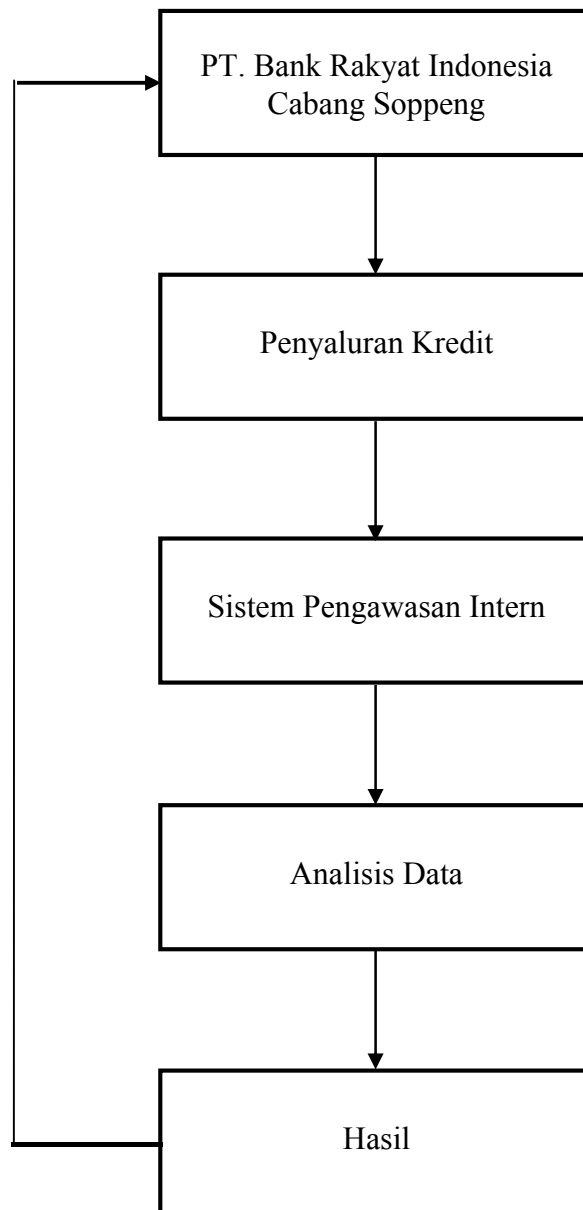 PT. Bank Rakyat Indonesia
Cabang Soppeng
Penyaluran Kredit
Sistem Pengawasan Intern
Analisis Data
Hasil